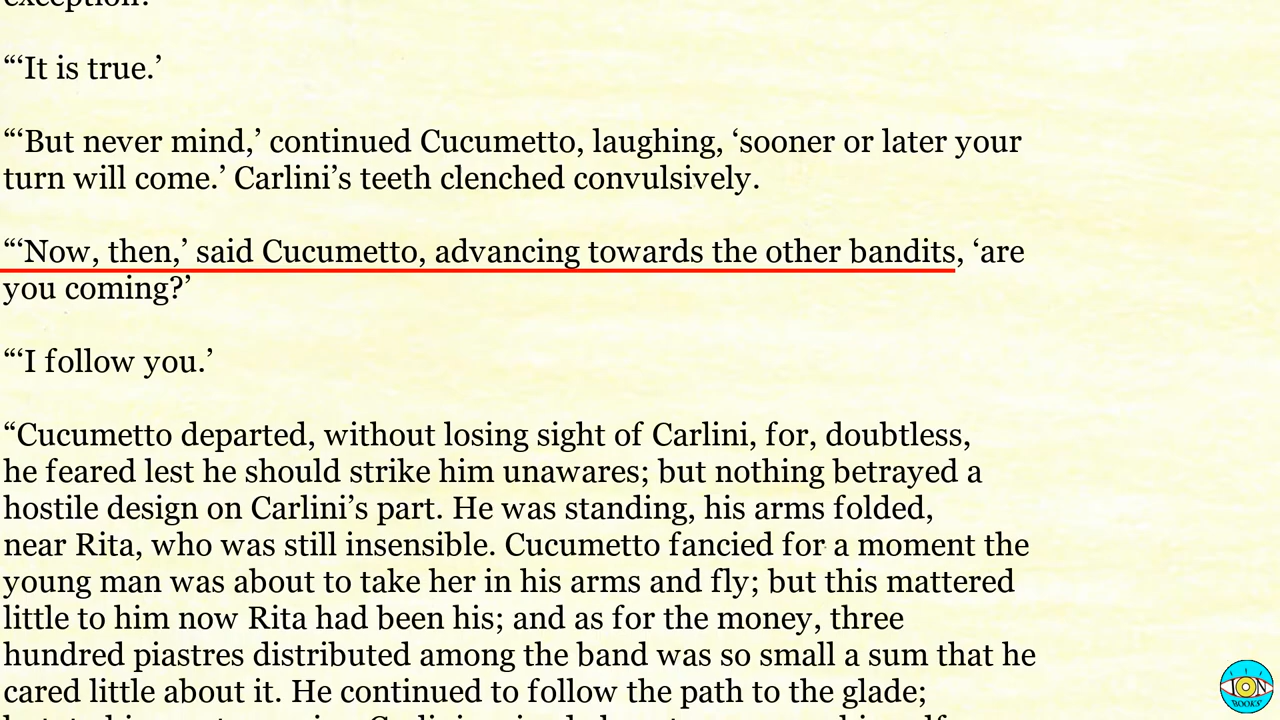 exception?
“‘It is true.’
“‘But never mind,’ continued Cucumetto, laughing, ‘sooner or later your
turn will come.’ Carlini’s teeth clenched convulsively.
“‘Now, then,’ said Cucumetto, advancing towards the other bandits, ‘are
you coming?’
“‘I follow you.’
“Cucumetto departed, without losing sight of Carlini, for, doubtless,
he feared lest he should strike him unawares; but nothing betrayed a
hostile design on Carlini’s part. He was standing, his arms folded,
near Rita, who was still insensible. Cucumetto fancied for a moment the
young man was about to take her in his arms and fly; but this mattered
little to him now Rita had been his; and as for the money, three
hundred piastres distributed among the band was so small a sum that he
cared little about it. He continued to follow the path to the glade;
ION
BOOKS